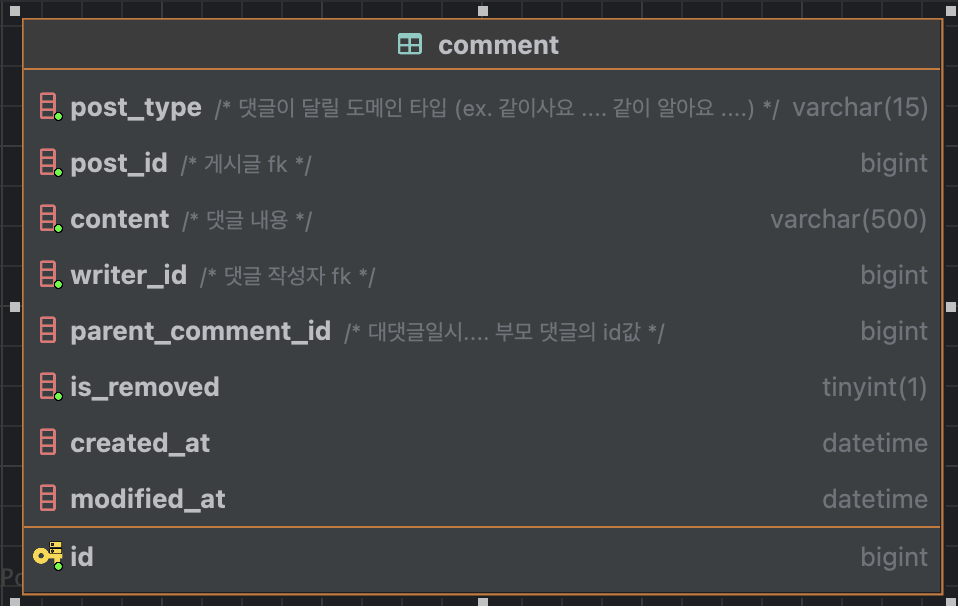 comment
post_type /* 댓글이 달릴 도메인 타입 (ex. 같이사요 .... 같이 알아요 ....) */ varchar(15)
post_id /* 게시글 fk */ bigint
content /* 댓글 내용 */ varchar(500)
writer_id /* 댓글 작성자 fk */ bigint
parent_comment_id /* 대댓글일시.... 부모 댓글의 id값 */ bigint
is_removed tinyint(1)
created_at datetime
modified_at datetime
id bigint